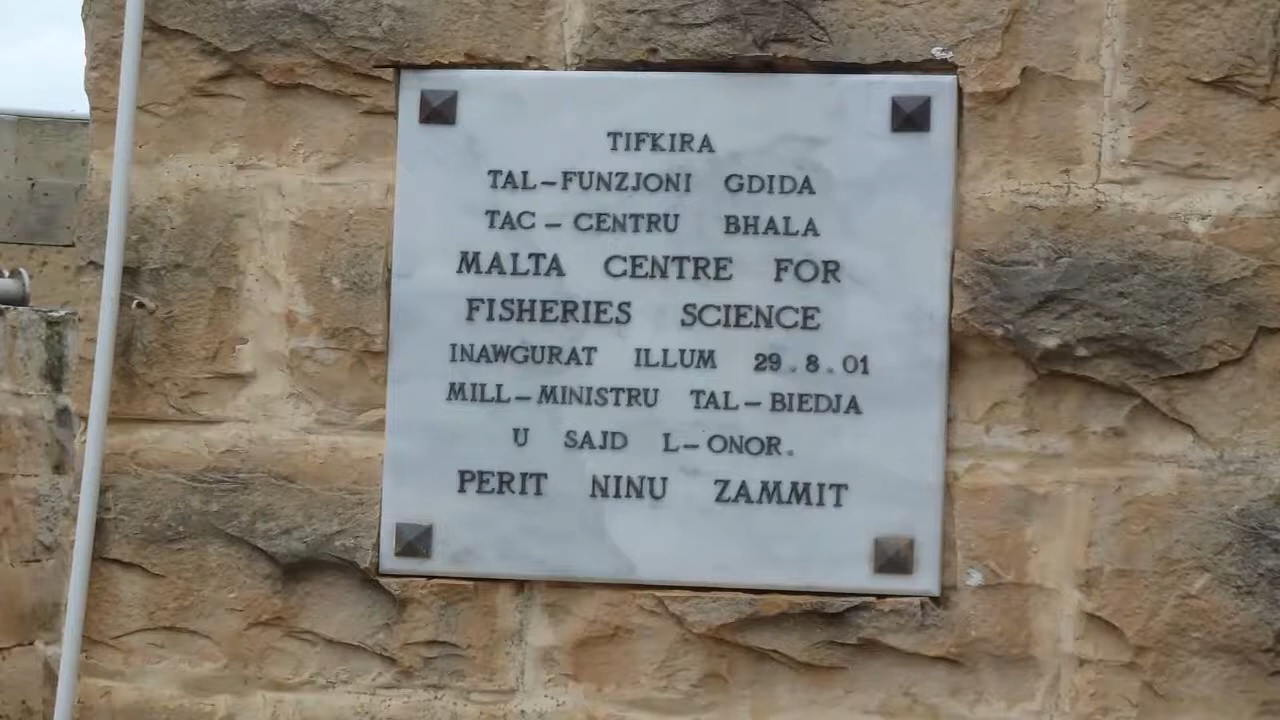 TIFKIRA
TAL-FUNZJONI GDIDA
TAC-CENTRU BHALA
MALTA CENTRE FOR
FISHERIES SCIENCE
INAWGURAT ILLUM 29.8.01
MILL-MINISTRU TAL-BIEDJA
U SAJD L-ONOR.
PERIT NINU ZAMMIT